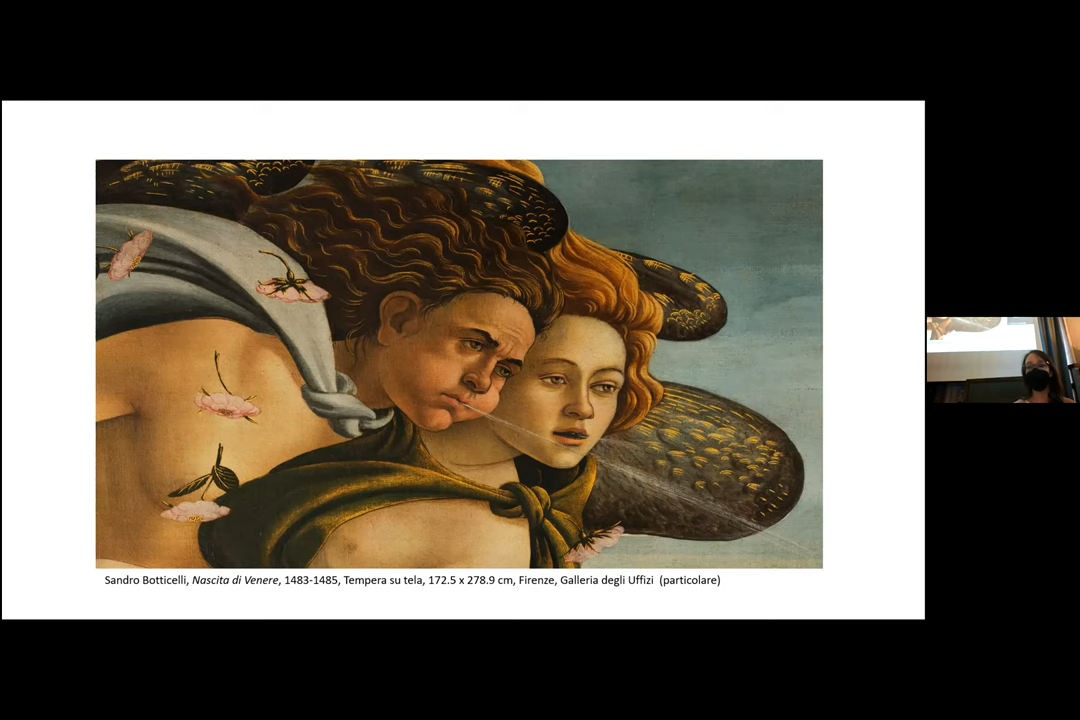 Sandro Botticelli, Nascita di Venere, 1483-1485, Tempera su tela, 172.5 x 278.9 cm, Firenze, Galleria degli Uffizi (particolare)